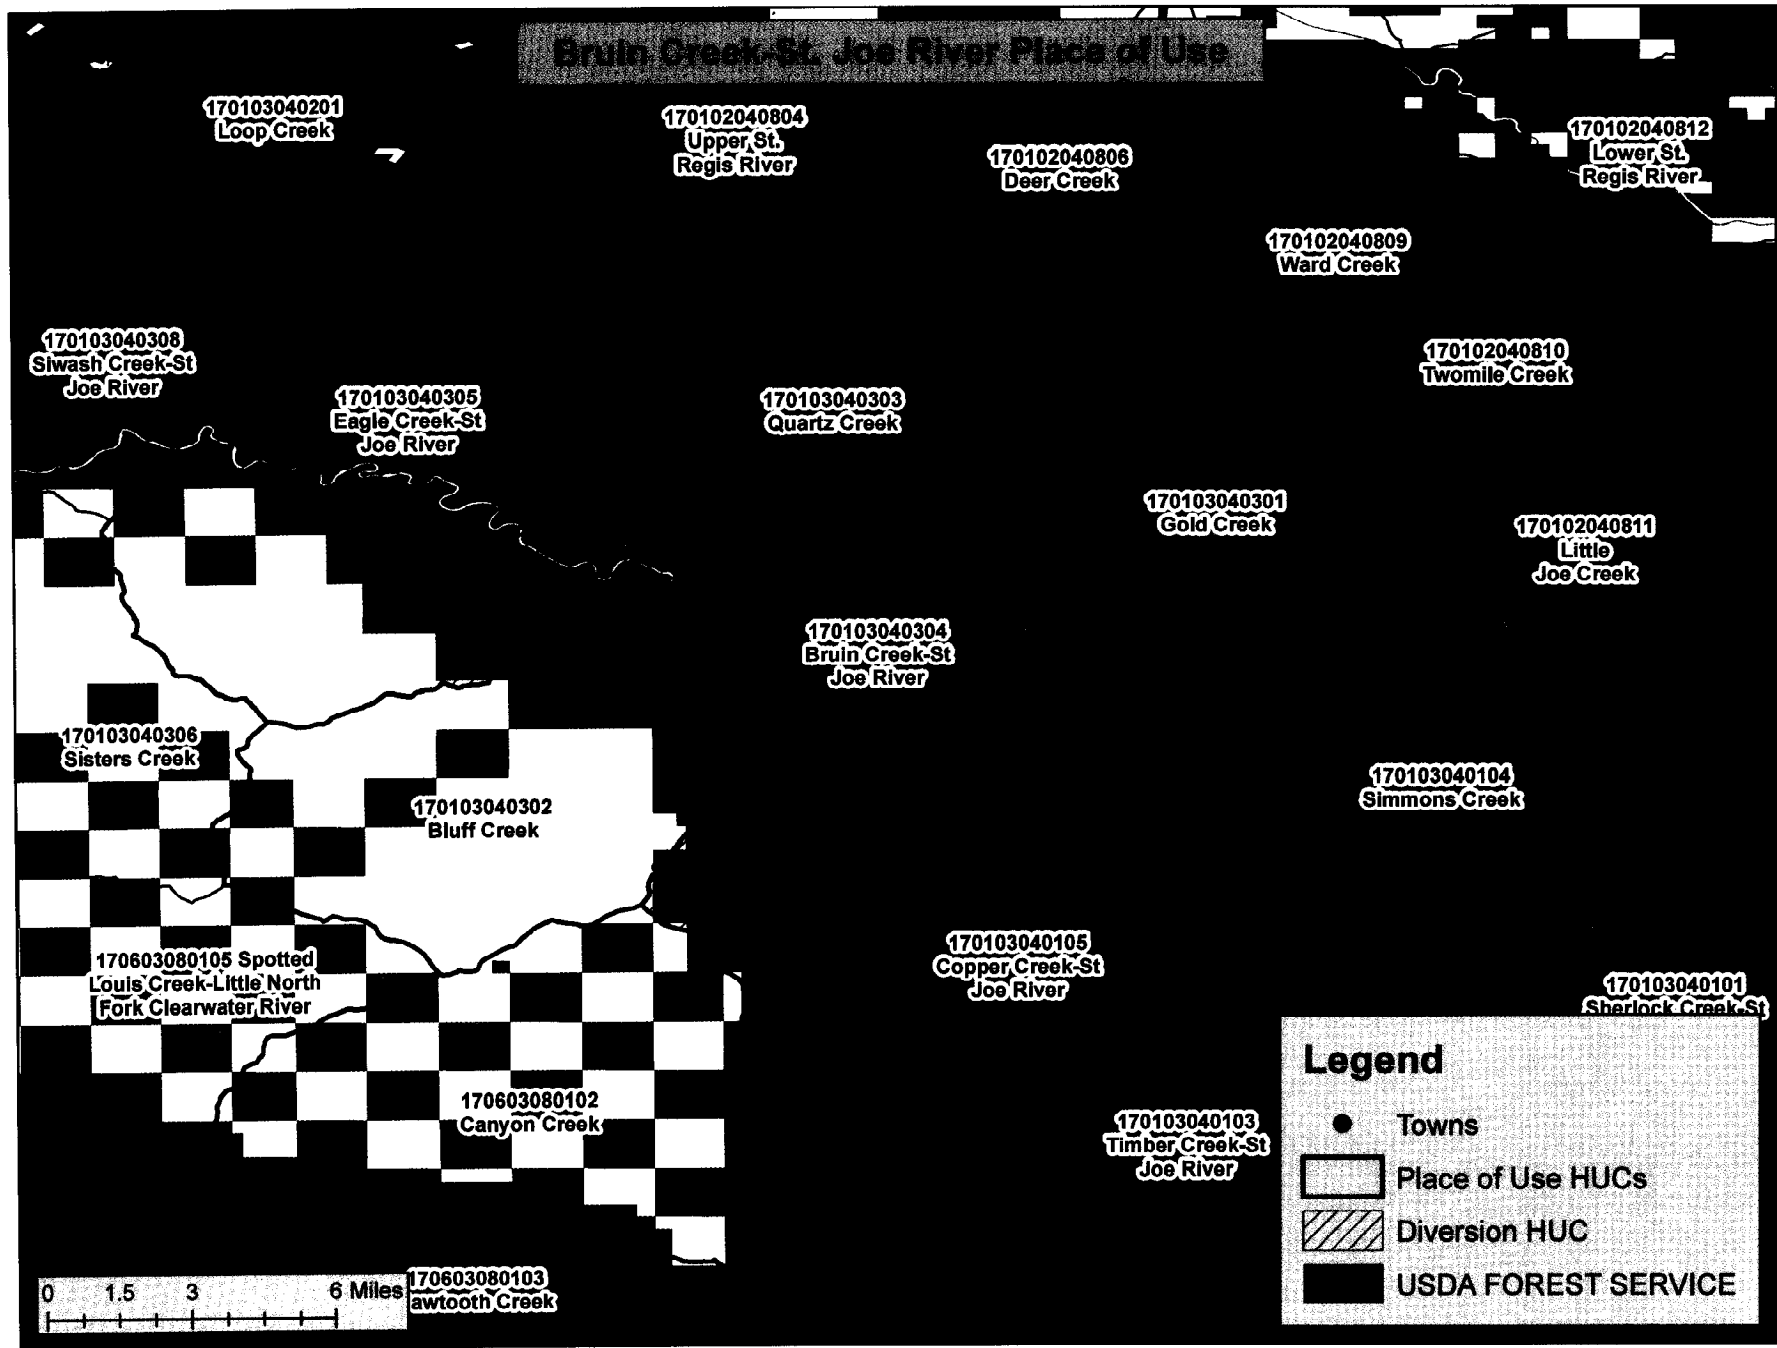 Bruin Creek-St. Joe River Place of Use
170103040201
Loop Creek
170102040804
Upper St.
Regis River
170102040806
Deer Creek
170102040812
Lower St.
Regis River
170102040809
Ward Creek
170103040308
Siwash Creek-St
Joe River
170102040810
Twomile Creek
170103040305
Eagle Creek-St
Joe River
170103040303
Quartz Creek
170103040301
Gold Creek
170102040811
Little
Joe Creek
170103040304
Bruin Creek-St
Joe River
170103040306
Sisters Creek
170103040104
Simmons Creek
170103040302
Bluff Creek
170603080105 Spotted
Louis Creek-Little North
Fork Clearwater River
170103040105
Copper Creek-St
Joe River
170103040101
Sherlock Creek-St
170603080102
Canyon Creek
170103040103
Timber Creek-St
Joe River
170603080103
awtooth Creek
0 1.5 3 6 Miles
Legend
Towns
Place of Use HUCs
Diversion HUC
USDA FOREST SERVICE